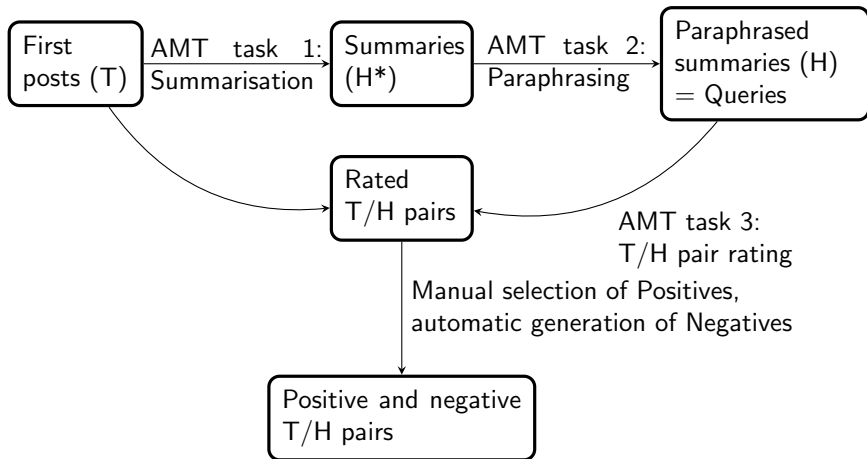 First
posts (T)
AMT task 1:
Summarisation
Summaries
(H*)
AMT task 2:
Paraphrasing
Paraphrased
summaries (H)
= Queries
Rated
T/H pairs
AMT task 3:
T/H pair rating
Manual selection of Positives,
automatic generation of Negatives
Positive and negative
T/H pairs